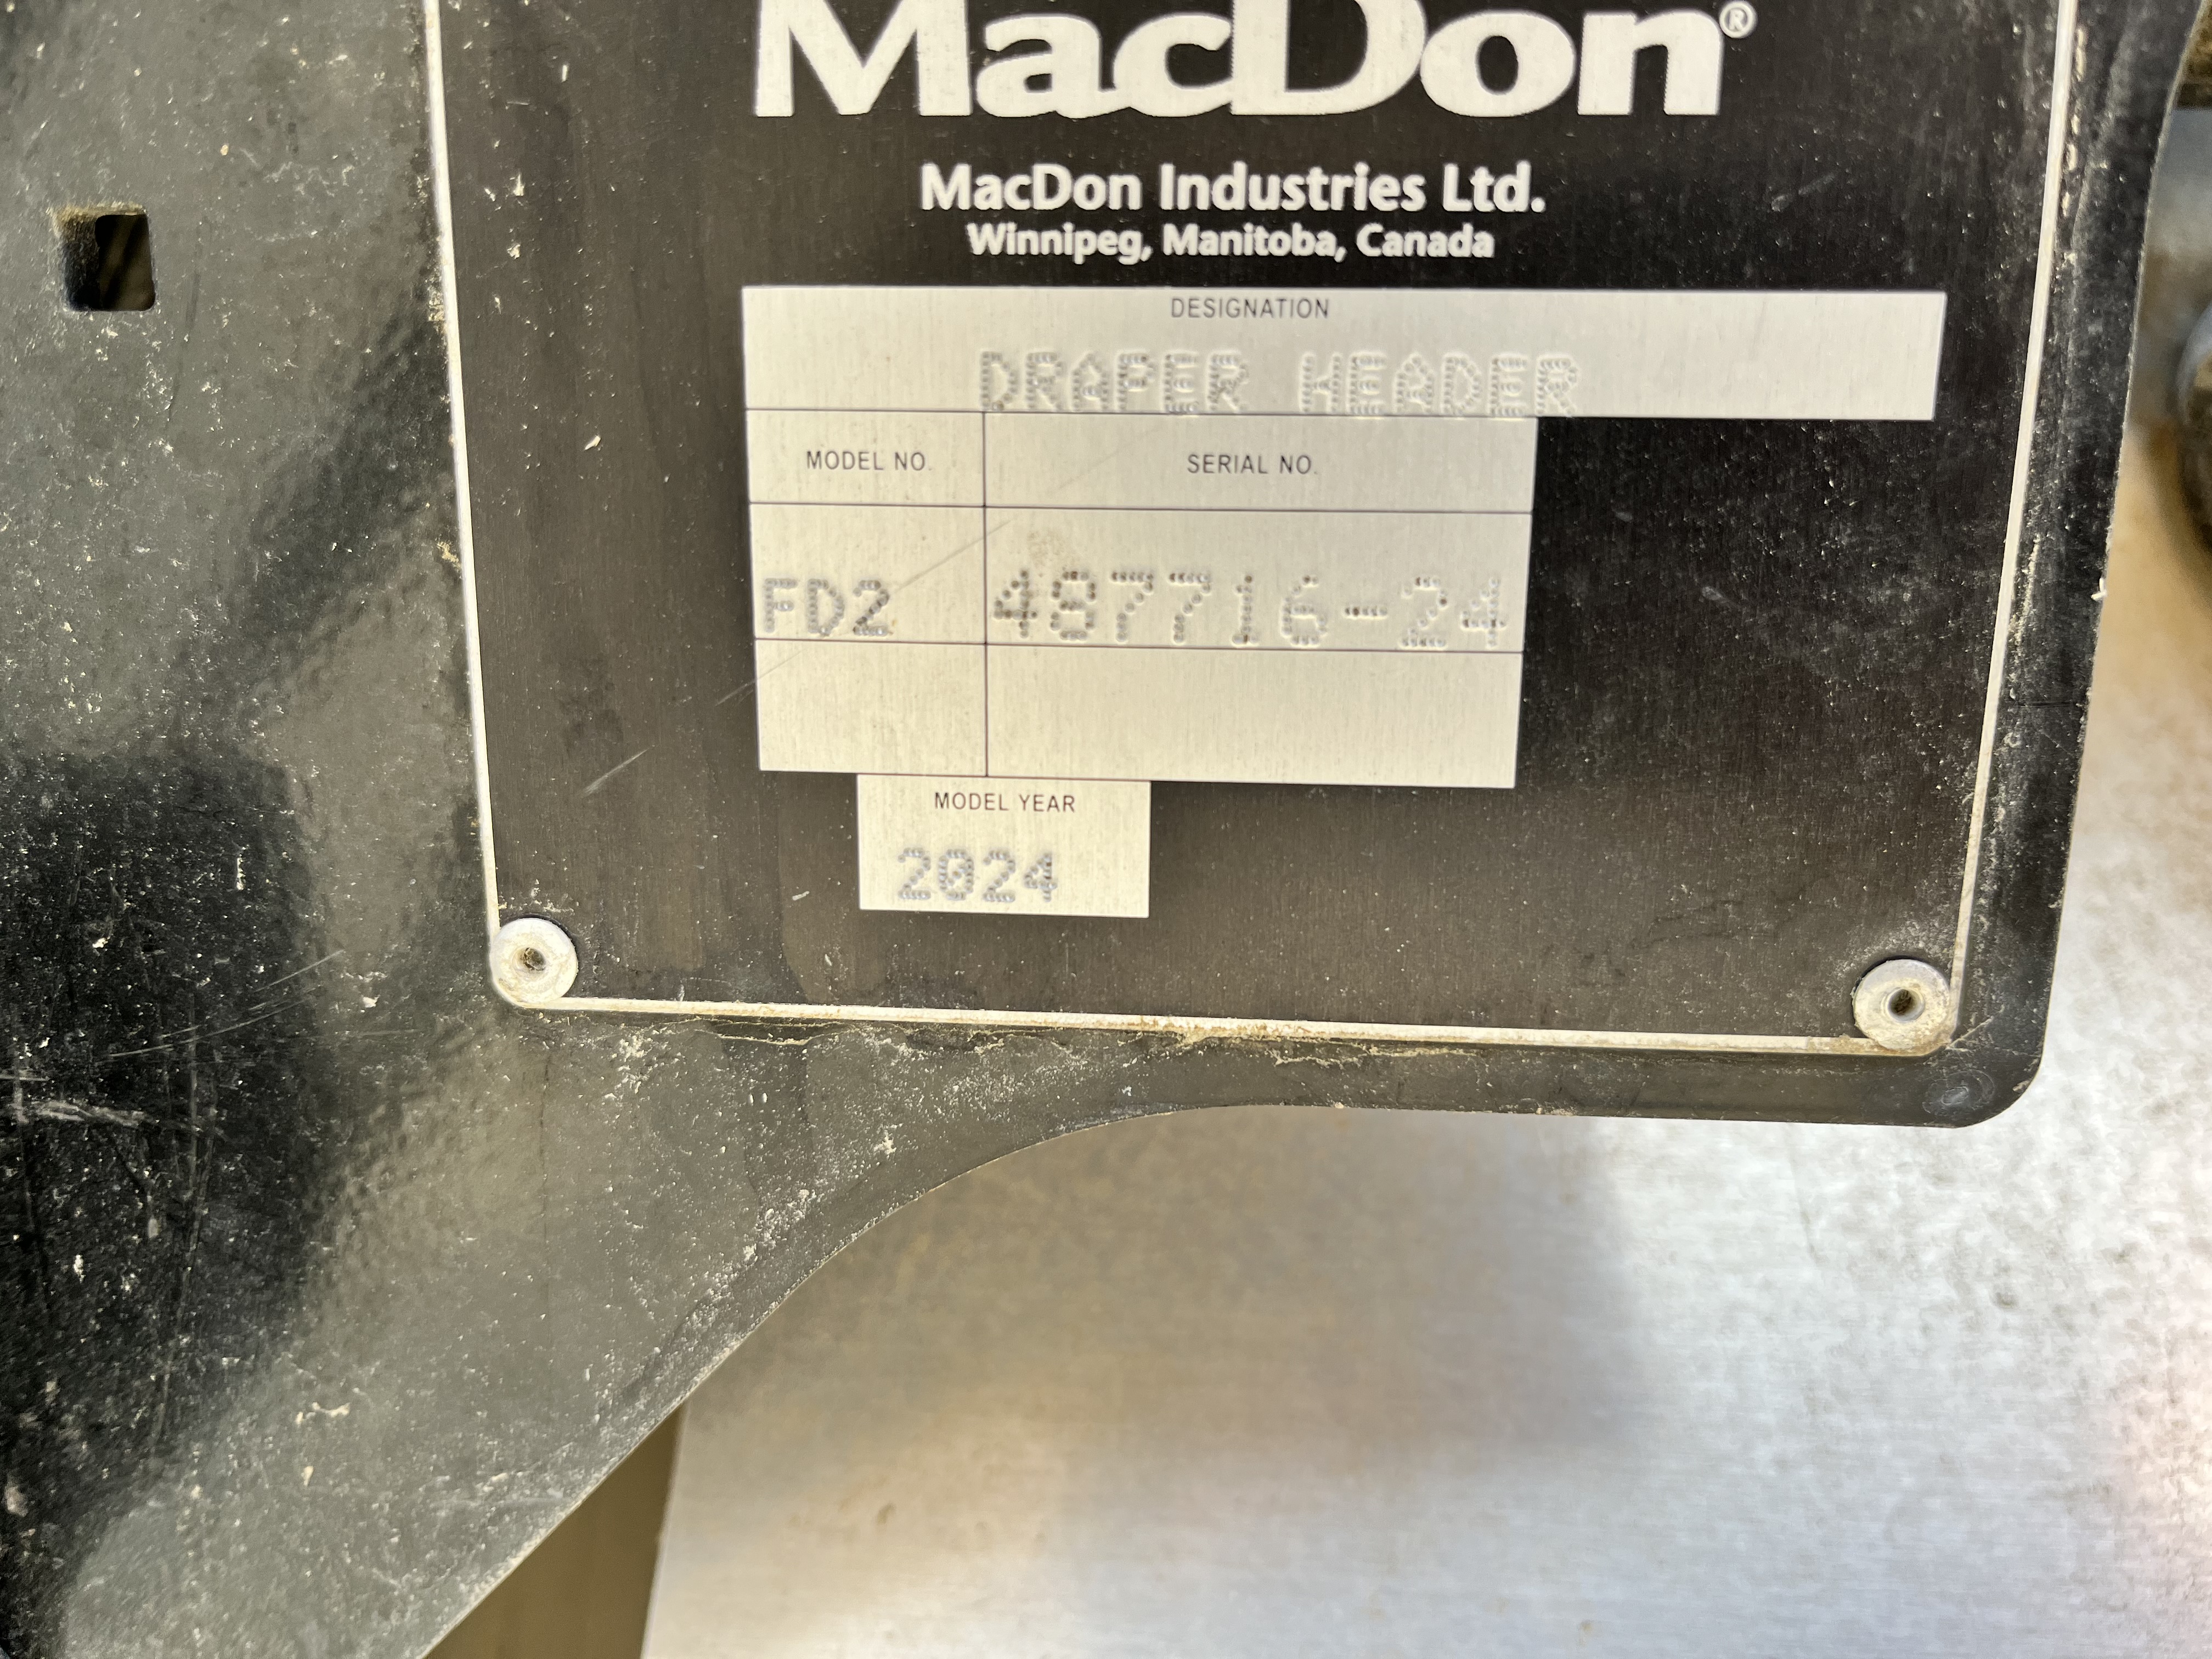 MacDon®
MacDon Industries Ltd.
Winnipeg, Manitoba, Canada
DESIGNATION
DRAPER HEADER
MODEL NO. SERIAL NO.
FD2 487716-24
MODEL YEAR
2024